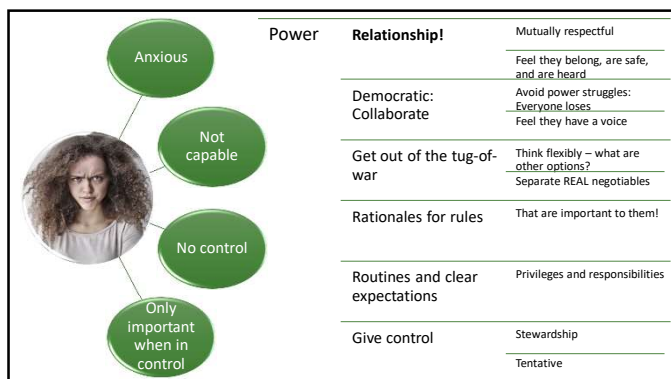 Anxious
Not
capable
No control
Only
important
when in
control
Power
Relationship!
Mutually respectful
Feel they belong, are safe,
and are heard
Democratic:
Collaborate
Avoid power struggles:
Everyone loses
Feel they have a voice
Get out of the tug-of-
war
Think flexibly – what are
other options?
Separate REAL negotiables
Rationales for rules
That are important to them!
Routines and clear
expectations
Privileges and responsibilities
Give control
Stewardship
Tentative